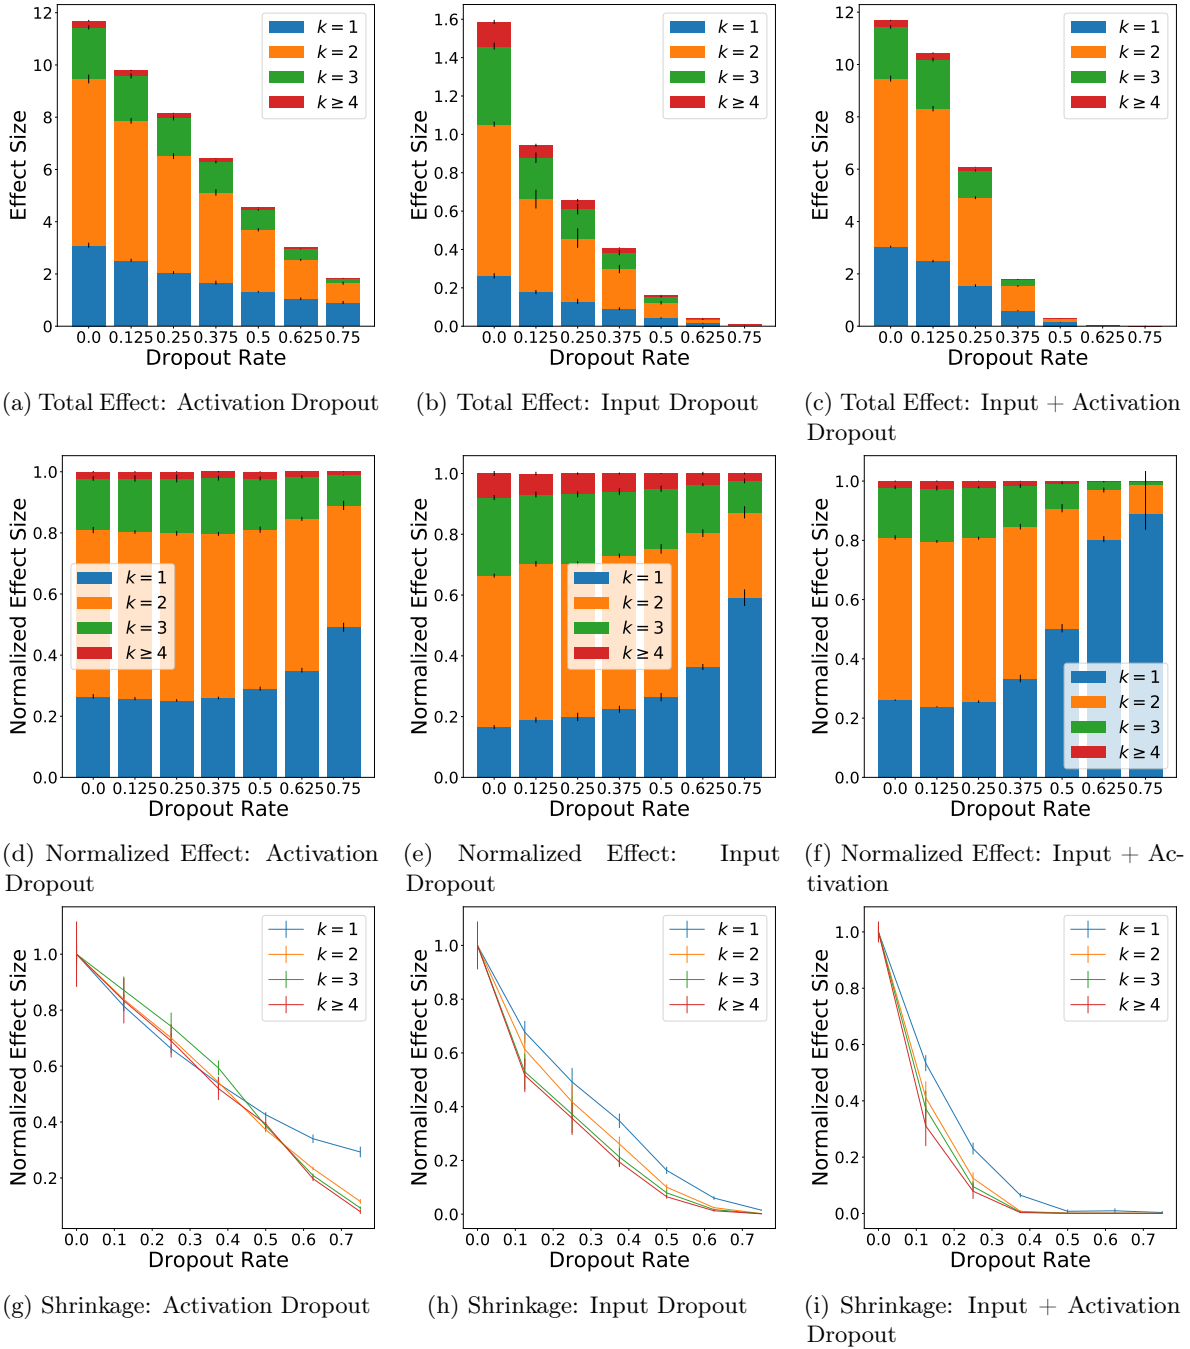 12
10
8
6
4
2
0
Effect Size
k = 1
k = 2
k = 3
k ≥ 4
0.0 0.125 0.25 0.375 0.5 0.625 0.75
Dropout Rate
(a) Total Effect: Activation Dropout
1.6
1.4
1.2
1.0
0.8
0.6
0.4
0.2
0.0
Effect Size
k = 1
k = 2
k = 3
k ≥ 4
0.0 0.125 0.25 0.375 0.5 0.625 0.75
Dropout Rate
(b) Total Effect: Input Dropout
12
10
8
6
4
2
0
Effect Size
k = 1
k = 2
k = 3
k ≥ 4
0.0 0.125 0.25 0.375 0.5 0.625 0.75
Dropout Rate
(c) Total Effect: Input + Activation
Dropout
1.0
0.8
0.6
0.4
0.2
0.0
Normalized Effect Size
k = 1
k = 2
k = 3
k ≥ 4
0.0 0.125 0.25 0.375 0.5 0.625 0.75
Dropout Rate
(d) Normalized Effect: Activation
Dropout
1.0
0.8
0.6
0.4
0.2
0.0
Normalized Effect Size
k = 1
k = 2
k = 3
k ≥ 4
0.0 0.125 0.25 0.375 0.5 0.625 0.75
Dropout Rate
(e) Normalized Effect: Input
Dropout
1.0
0.8
0.6
0.4
0.2
0.0
Normalized Effect Size
k = 1
k = 2
k = 3
k ≥ 4
0.0 0.125 0.25 0.375 0.5 0.625 0.75
Dropout Rate
(f) Normalized Effect: Input + Ac-
tivation
1.0
0.8
0.6
0.4
0.2
Normalized Effect Size
k = 1
k = 2
k = 3
k ≥ 4
0.0 0.1 0.2 0.3 0.4 0.5 0.6 0.7
Dropout Rate
(g) Shrinkage: Activation Dropout
1.0
0.8
0.6
0.4
0.2
0.0
Normalized Effect Size
k = 1
k = 2
k = 3
k ≥ 4
0.0 0.1 0.2 0.3 0.4 0.5 0.6 0.7
Dropout Rate
(h) Shrinkage: Input Dropout
1.0
0.8
0.6
0.4
0.2
0.0
Normalized Effect Size
k = 1
k = 2
k = 3
k ≥ 4
0.0 0.1 0.2 0.3 0.4 0.5 0.6 0.7
Dropout Rate
(i) Shrinkage: Input + Activation
Dropout